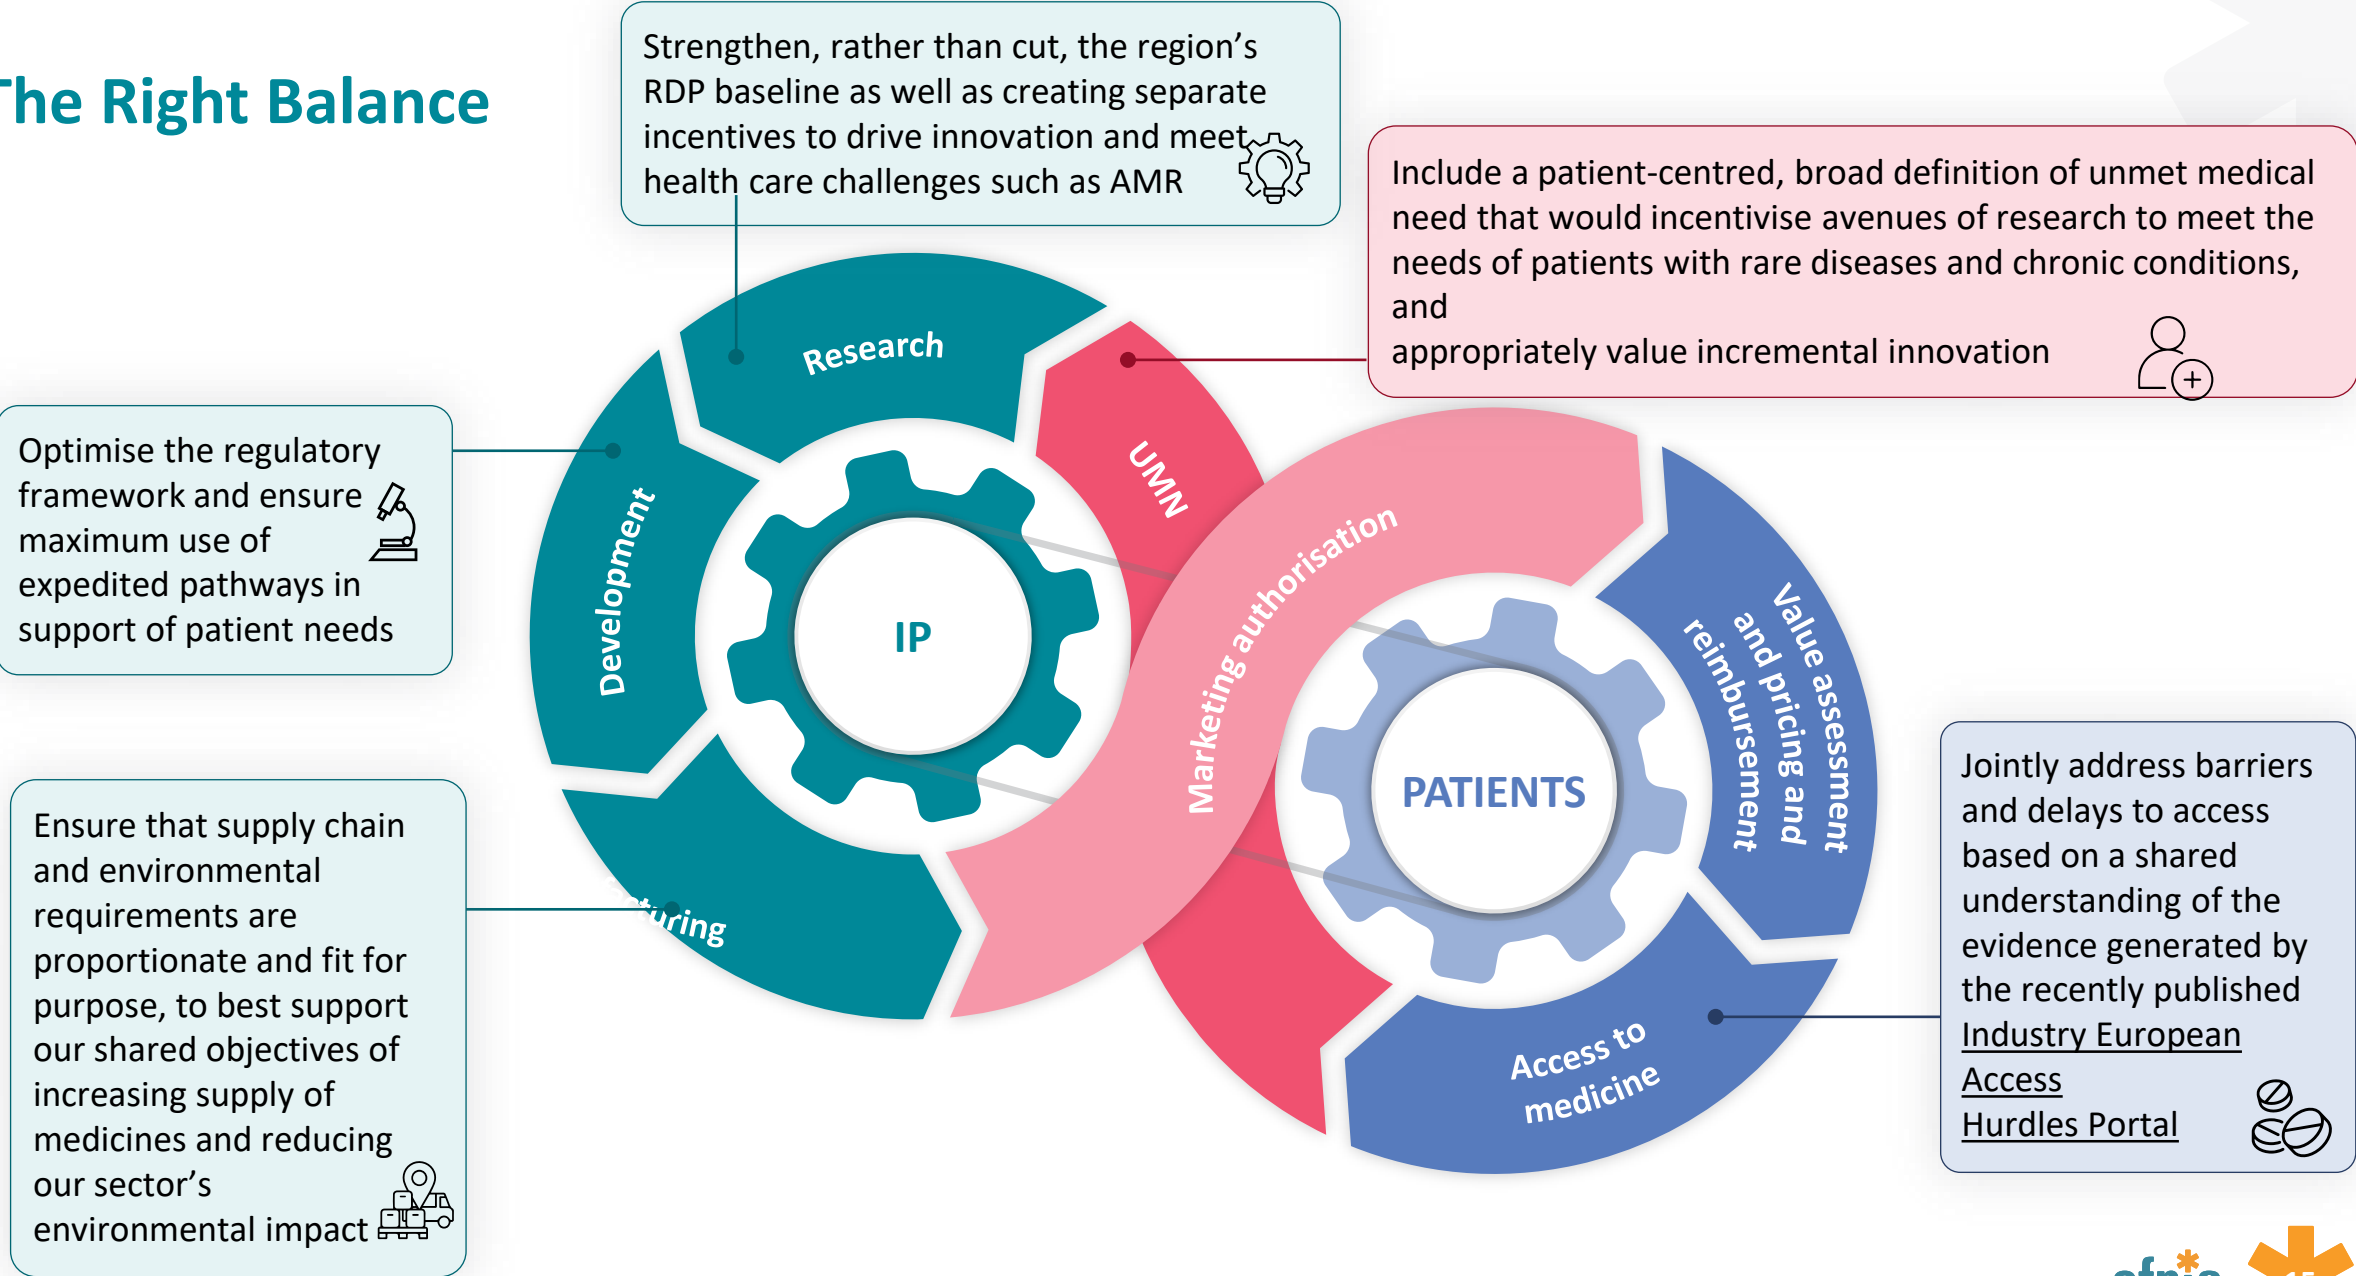 The Right Balance
Strengthen, rather than cut, the region's
RDP baseline as well as creating separate
incentives to drive innovation and meet
health care challenges such as AMR
Include a patient-centred, broad definition of unmet medical
need that would incentivise avenues of research to meet the
needs of patients with rare diseases and chronic conditions,
and
appropriately value incremental innovation
Optimise the regulatory
framework and ensure
maximum use of
expedited pathways in
support of patient needs
Ensure that supply chain
and environmental
requirements are
proportionate and fit for
purpose, to best support
our shared objectives of
increasing supply of
medicines and reducing
our sector's
environmental impact
Research
UMN
Development
IP
Marketing authorisation
turing
PATIENTS
Value assessment
and pricing and
reimbursement
Access to
medicine
Jointly address barriers
and delays to access
based on a shared
understanding of the
evidence generated by
the recently published
Industry European
Access
Hurdles Portal